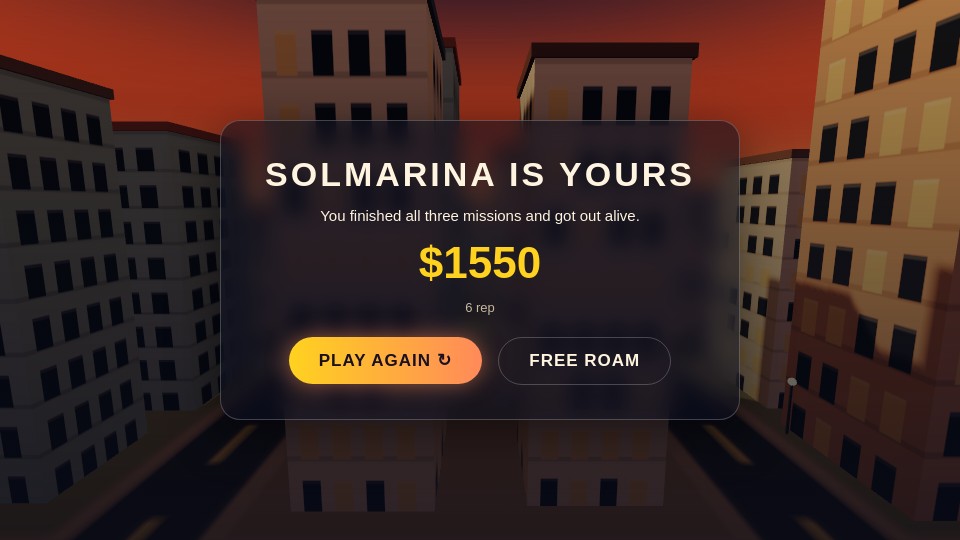 SOLMARINA IS YOURS
You finished all three missions and got out alive.
$1550
6 rep
PLAY AGAIN ↻
FREE ROAM